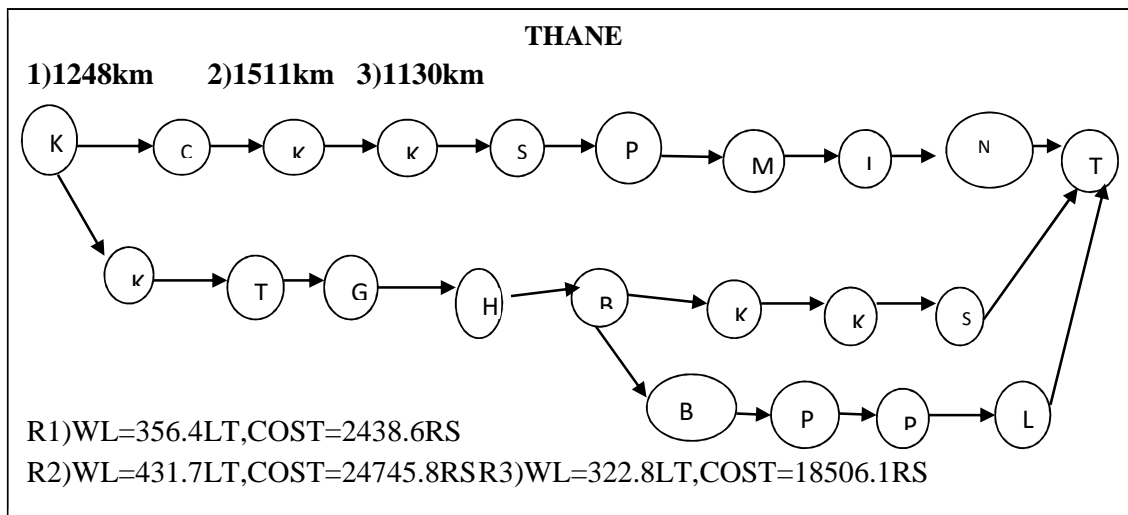 THANE
1)1248km 2)1511km 3)1130km
K C K K S P M I N T
K T G H B K K S
B P P L
R1)WL=356.4LT,COST=2438.6RS
R2)WL=431.7LT,COST=24745.8RSR3)WL=322.8LT,COST=18506.1RS